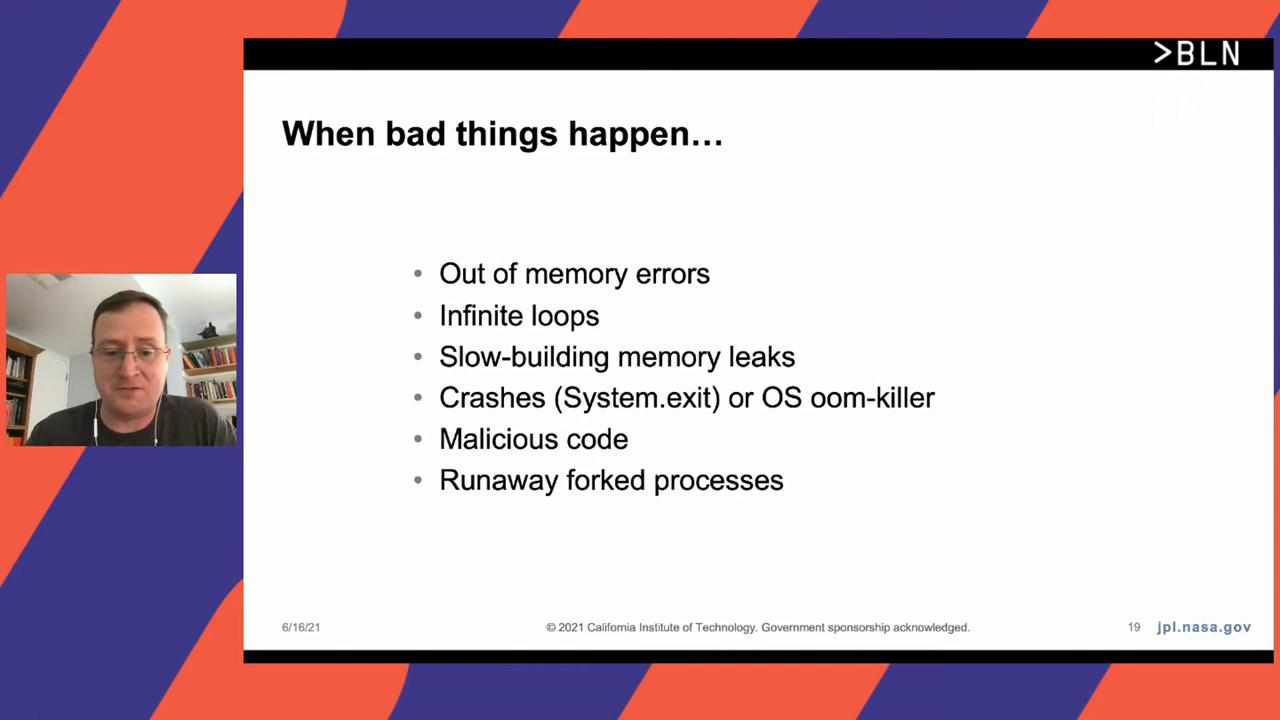 >BLN
When bad things happen…
• Out of memory errors
• Infinite loops
• Slow-building memory leaks
• Crashes (System.exit) or OS oom-killer
• Malicious code
• Runaway forked processes
6/16/21
© 2021 California Institute of Technology. Government sponsorship acknowledged.
19
jpl.nasa.gov